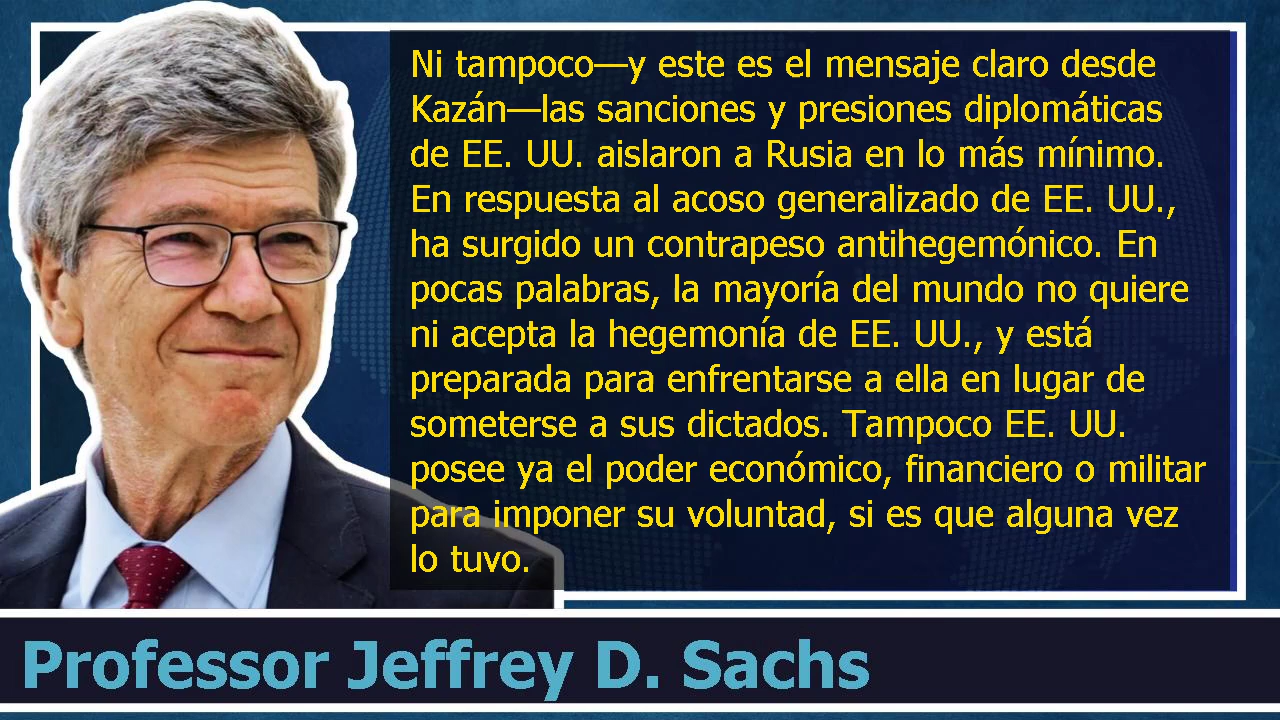 Ni tampoco—y este es el mensaje claro desde
Kazán—las sanciones y presiones diplomáticas
de EE. UU. aislaron a Rusia en lo más mínimo.
En respuesta al acoso generalizado de EE. UU.,
ha surgido un contrapeso antihegemónico. En
pocas palabras, la mayoría del mundo no quiere
ni acepta la hegemonía de EE. UU., y está
preparada para enfrentarse a ella en lugar de
someterse a sus dictados. Tampoco EE. UU.
posee ya el poder económico, financiero o militar
para imponer su voluntad, si es que alguna vez
lo tuvo.
Professor Jeffrey D. Sachs